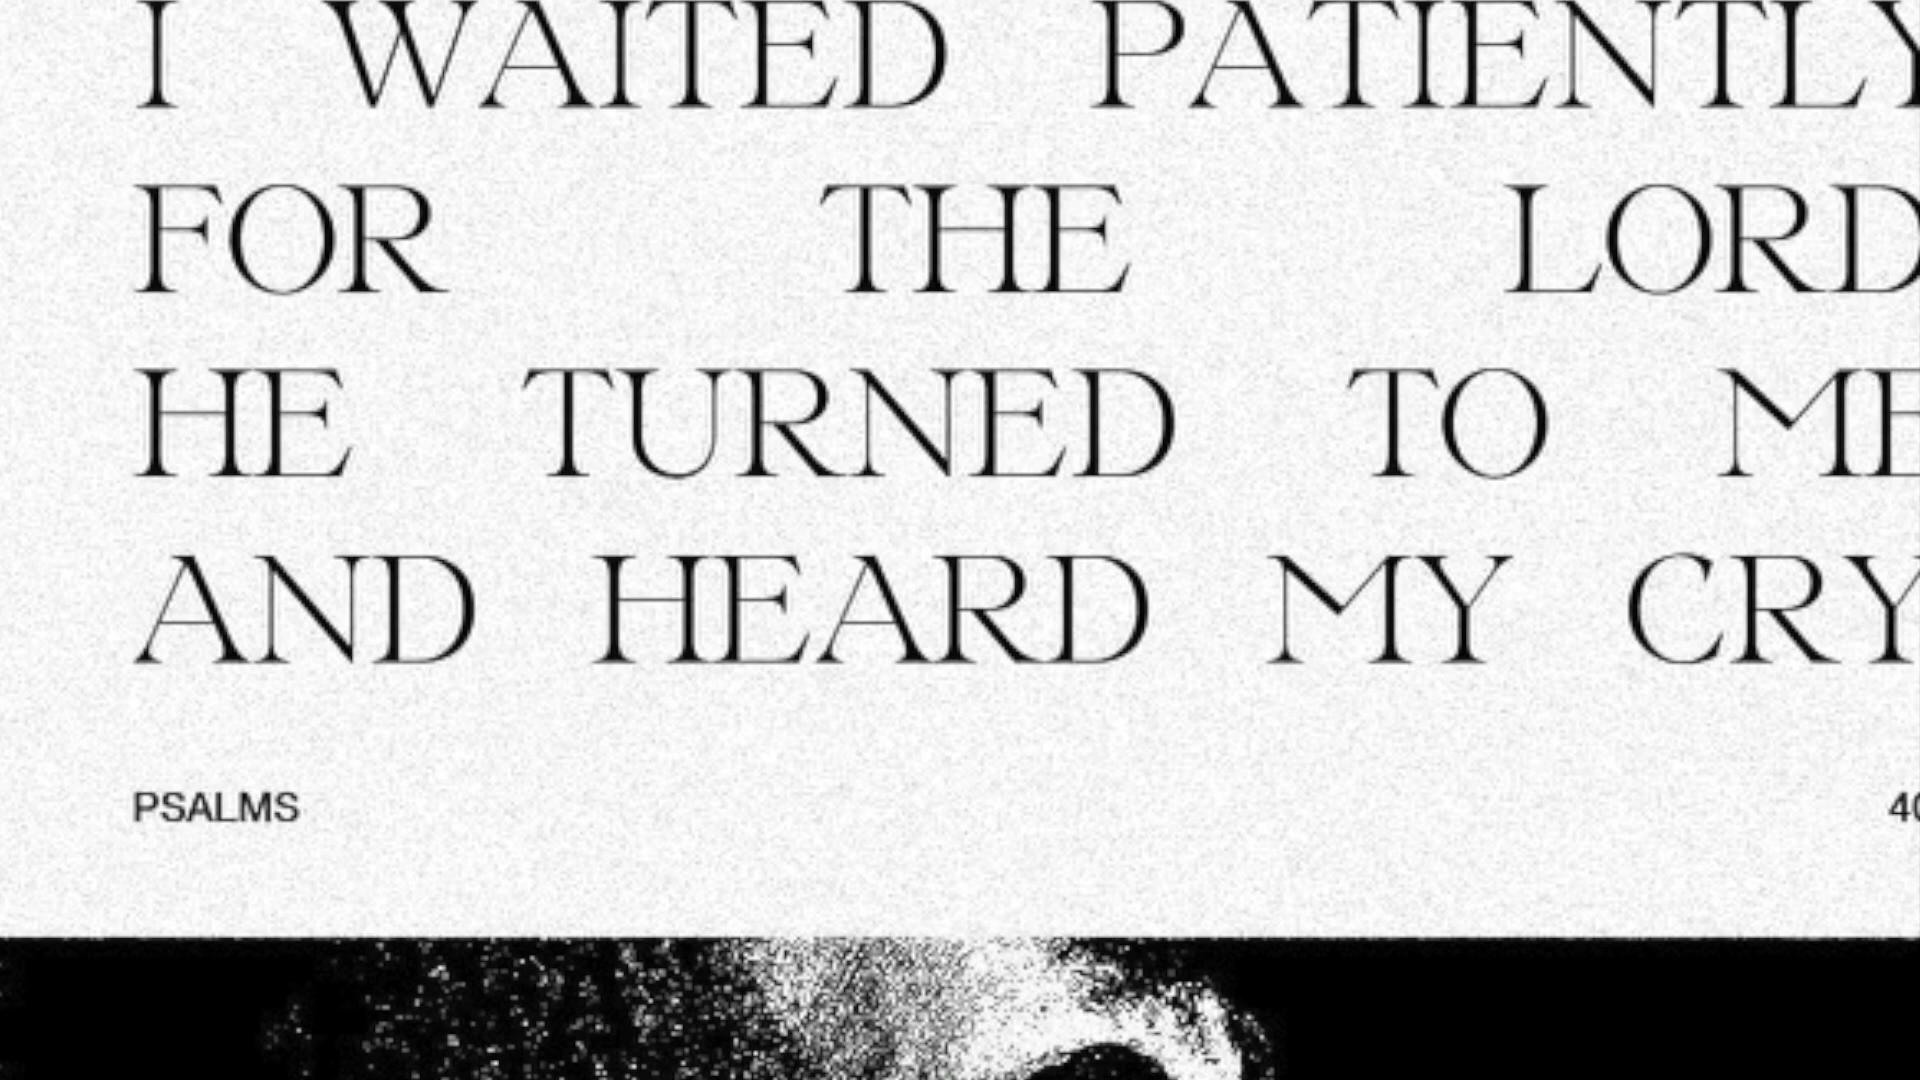 I WAITED PATIENTLY
FOR THE LORD
HE TURNED TO ME
AND HEARD MY CRY
PSALMS 40